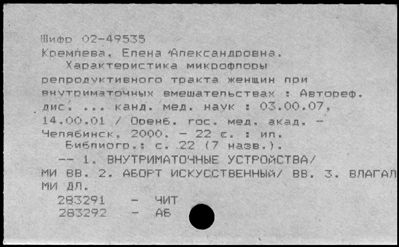 Шифр 02-49535
Кремлева, Елена Александровна.
Характеристика микрофлоры
репродуктивного тракта женщин при
внутриматочных вмешательствах : Автореф.
дис. ... канд. мед. наук : 03.00.07,
14.00.01 / Оренб. гос. мед. акад. -
Челябинск, 2000. - 22 с. : ил.
Библиогр.: с. 22 (7 назв.).
-- 1. ВНУТРИМАТОЧНЫЕ УСТРОЙСТВА/
МИ ВВ. 2. АБОРТ ИСКУССТВЕННЫЙ/ ВВ. 3. ВЛАГАЛ
МИ ДЛ.
283291 - ЧИТ
283292 - АБ